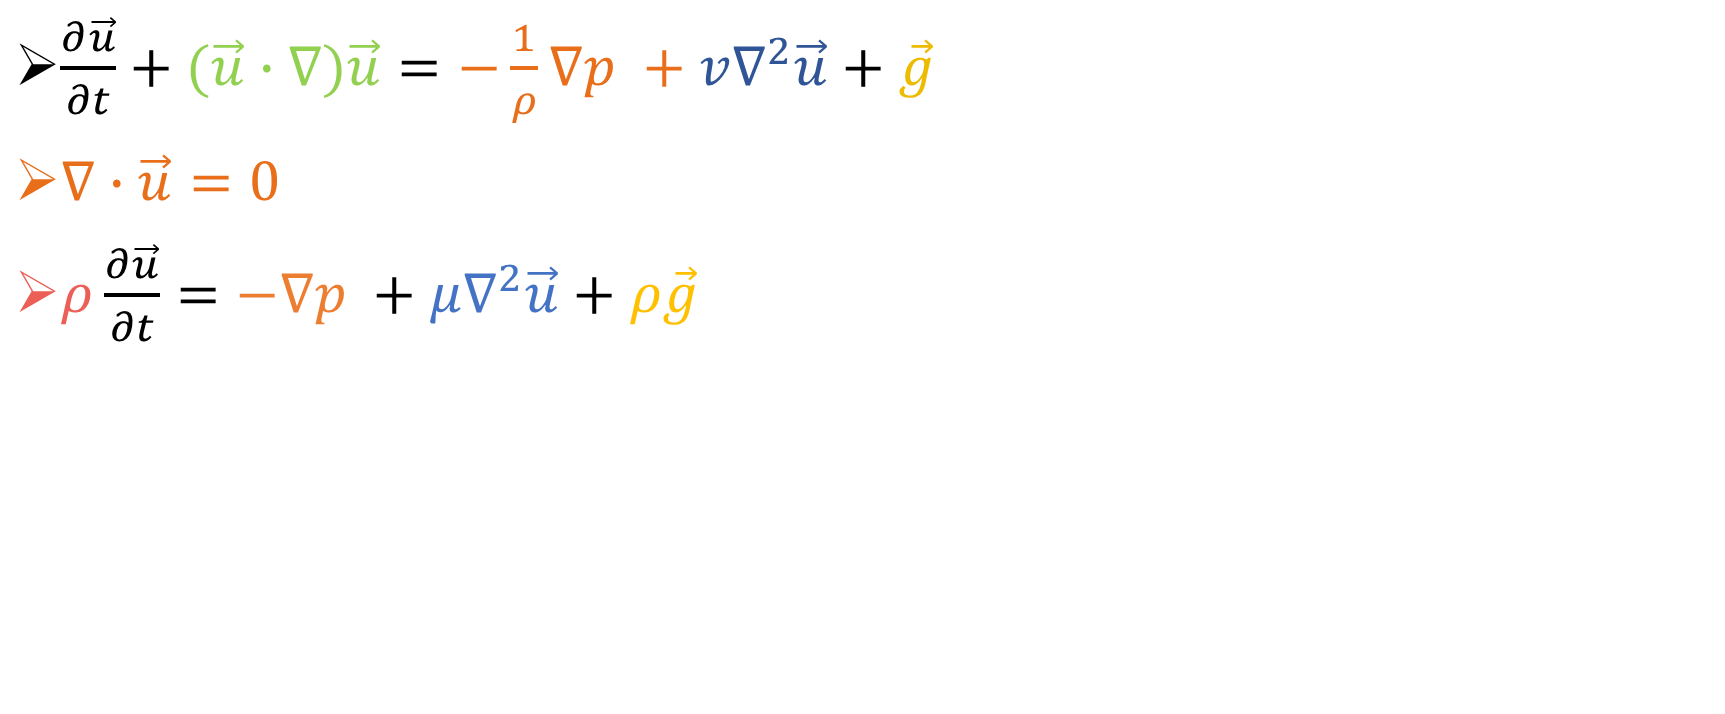 ➢ ∂u⃗/∂t + (u⃗ · ∇)u⃗ = −1/ρ ∇p + ν∇²u⃗ + g⃗
➢ ∇ · u⃗ = 0
➢ ρ ∂u⃗/∂t = −∇p + μ∇²u⃗ + ρg⃗